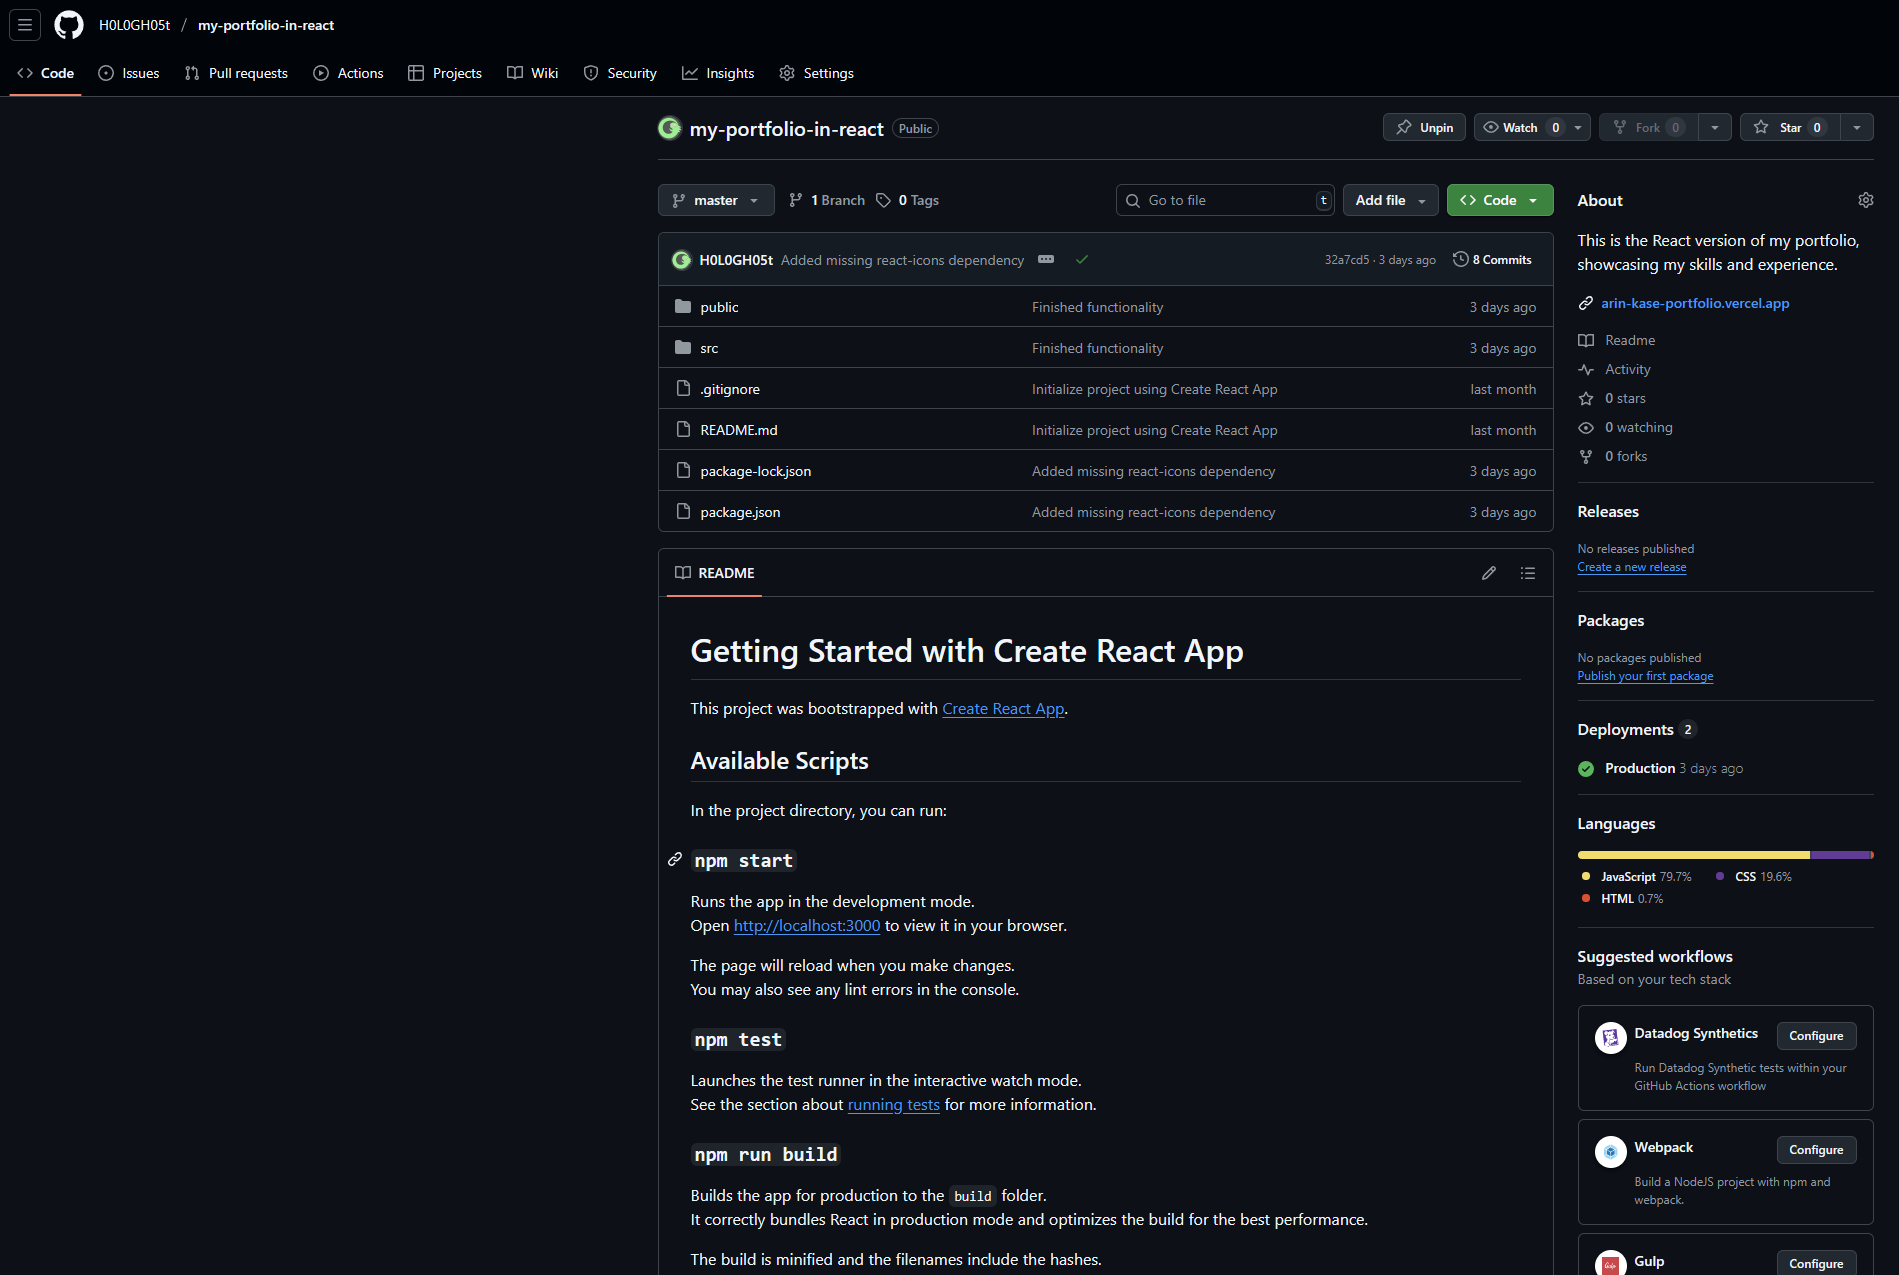 H0L0GH05t / my-portfolio-in-react
Code Issues Pull requests Actions Projects Wiki Security Insights Settings
my-portfolio-in-react Public
Unpin Watch 0 Fork 0 Star 0
master 1 Branch 0 Tags
Go to file t Add file Code
H0L0GH05t Added missing react-icons dependency 32a7cd5 · 3 days ago 8 Commits
public Finished functionality 3 days ago
src Finished functionality 3 days ago
.gitignore Initialize project using Create React App last month
README.md Initialize project using Create React App last month
package-lock.json Added missing react-icons dependency 3 days ago
package.json Added missing react-icons dependency 3 days ago
README
Getting Started with Create React App
This project was bootstrapped with Create React App.
Available Scripts
In the project directory, you can run:
npm start
Runs the app in the development mode.
Open http://localhost:3000 to view it in your browser.
The page will reload when you make changes.
You may also see any lint errors in the console.
npm test
Launches the test runner in the interactive watch mode.
See the section about running tests for more information.
npm run build
Builds the app for production to the build folder.
It correctly bundles React in production mode and optimizes the build for the best performance.
The build is minified and the filenames include the hashes.
About
This is the React version of my portfolio,
showcasing my skills and experience.
arin-kase-portfolio.vercel.app
Readme
Activity
0 stars
0 watching
0 forks
Releases
No releases published
Create a new release
Packages
No packages published
Publish your first package
Deployments 2
Production 3 days ago
Languages
JavaScript 79.7% CSS 19.6%
HTML 0.7%
Suggested workflows
Based on your tech stack
Datadog Synthetics Configure
Run Datadog Synthetic tests within your
GitHub Actions workflow
Webpack Configure
Build a NodeJS project with npm and
webpack.
Gulp Configure